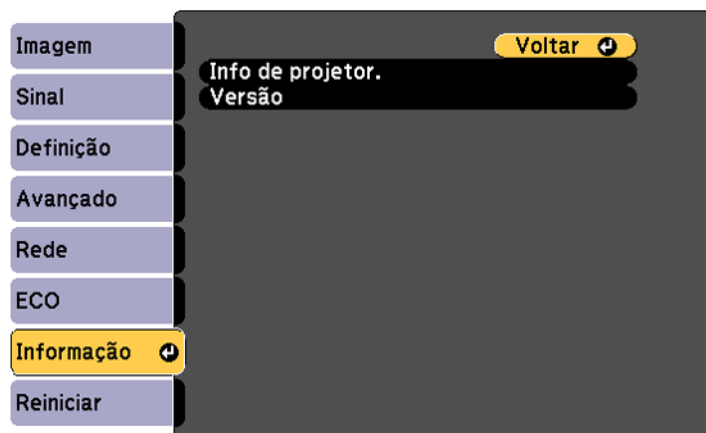 Imagem
Sinal
Definição
Avançado
Rede
ECO
Informação
Reiniciar
Voltar
Info de projetor.
Versão